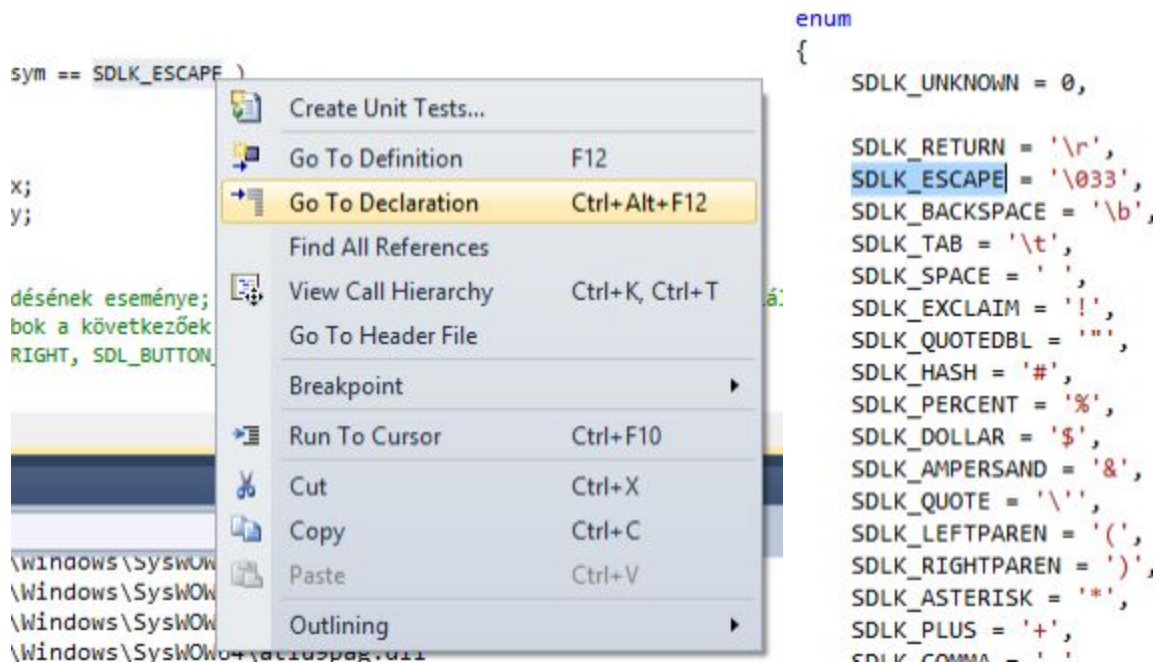 sym == SDLK_ESCAPE )
x;
y;
désének eseménye;
bok a következőek
RIGHT, SDL_BUTTON_
\Windows\SysWOW
\Windows\SysWOW
\Windows\SysWOW
\Windows\SysWOW64\
Create Unit Tests...
Go To Definition F12
Go To Declaration Ctrl+Alt+F12
Find All References
View Call Hierarchy Ctrl+K, Ctrl+T
Go To Header File
Breakpoint
Run To Cursor Ctrl+F10
Cut Ctrl+X
Copy Ctrl+C
Paste Ctrl+V
Outlining
enum
{
SDLK_UNKNOWN = 0,
SDLK_RETURN = '\r',
SDLK_ESCAPE = '\033',
SDLK_BACKSPACE = '\b',
SDLK_TAB = '\t',
SDLK_SPACE = ' ',
SDLK_EXCLAIM = '!',
SDLK_QUOTEDBL = '"',
SDLK_HASH = '#',
SDLK_PERCENT = '%',
SDLK_DOLLAR = '$',
SDLK_AMPERSAND = '&',
SDLK_QUOTE = '\'',
SDLK_LEFTPAREN = '(',
SDLK_RIGHTPAREN = ')',
SDLK_ASTERISK = '*',
SDLK_PLUS = '+',
SDLK_COMMA = ','